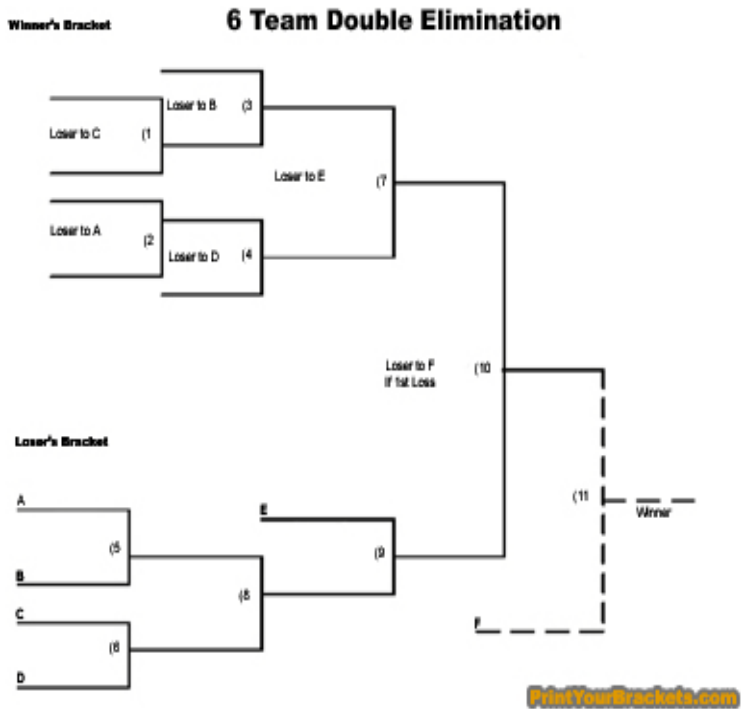 6 Team Double Elimination
Winner's Bracket
Loser to B (3
Loser to C (1
Loser to E (7
Loser to A (2
Loser to D (4
Loser to F (10
If 1st Loss
Loser's Bracket
A
(5
B
C
(6
D
E
(9
(8
(11
Winner
F
PrintYourBrackets.com